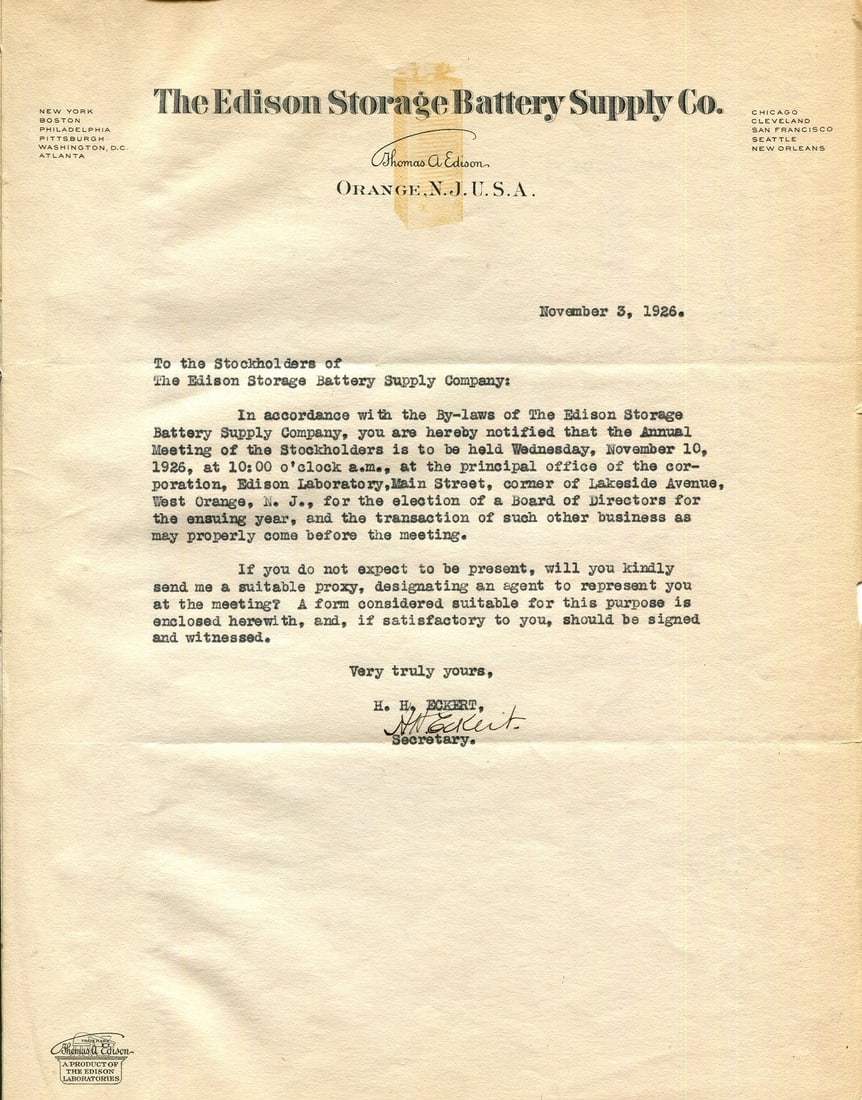 The Edison Storage Battery Supply Co.
NEW YORK
BOSTON
PHILADELPHIA
PITTSBURGH
WASHINGTON, D.C.
ATLANTA
CHICAGO
CLEVELAND
SAN FRANCISCO
SEATTLE
NEW ORLEANS
Thomas A Edison
ORANGE, N.J. U.S.A.
November 3, 1926.
To the Stockholders of
The Edison Storage Battery Supply Company:
In accordance with the By-laws of The Edison Storage
Battery Supply Company, you are hereby notified that the Annual
Meeting of the Stockholders is to be held Wednesday, November 10,
1926, at 10:00 o'clock a.m., at the principal office of the cor-
poration, Edison Laboratory,Main Street, corner of Lakeside Avenue,
West Orange, N. J., for the election of a Board of Directors for
the ensuing year, and the transaction of such other business as
may properly come before the meeting.
If you do not expect to be present, will you kindly
send me a suitable proxy, designating an agent to represent you
at the meeting? A form considered suitable for this purpose is
enclosed herewith, and, if satisfactory to you, should be signed
and witnessed.
Very truly yours,
H. H. ECKERT,
H H Eckert.
Secretary.
TRADE MARK
Thomas A Edison
A PRODUCT OF
THE EDISON
LABORATORIES